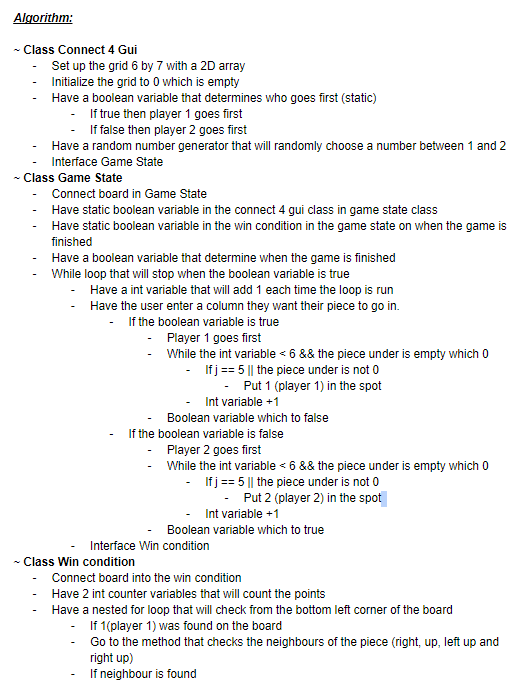 Algorithm:
~ Class Connect 4 Gui
- Set up the grid 6 by 7 with a 2D array
- Initialize the grid to 0 which is empty
- Have a boolean variable that determines who goes first (static)
- If true then player 1 goes first
- If false then player 2 goes first
- Have a random number generator that will randomly choose a number between 1 and 2
- Interface Game State
~ Class Game State
- Connect board in Game State
- Have static boolean variable in the connect 4 gui class in game state class
- Have static boolean variable in the win condition in the game state on when the game is
finished
- Have a boolean variable that determine when the game is finished
- While loop that will stop when the boolean variable is true
- Have a int variable that will add 1 each time the loop is run
- Have the user enter a column they want their piece to go in.
- If the boolean variable is true
- Player 1 goes first
- While the int variable < 6 && the piece under is empty which 0
- If j == 5 || the piece under is not 0
- Put 1 (player 1) in the spot
- Int variable +1
- Boolean variable which to false
- If the boolean variable is false
- Player 2 goes first
- While the int variable < 6 && the piece under is empty which 0
- If j == 5 || the piece under is not 0
- Put 2 (player 2) in the spot
- Int variable +1
- Boolean variable which to true
- Interface Win condition
~ Class Win condition
- Connect board into the win condition
- Have 2 int counter variables that will count the points
- Have a nested for loop that will check from the bottom left corner of the board
- If 1(player 1) was found on the board
- Go to the method that checks the neighbours of the piece (right, up, left up and
right up)
- If neighbour is found